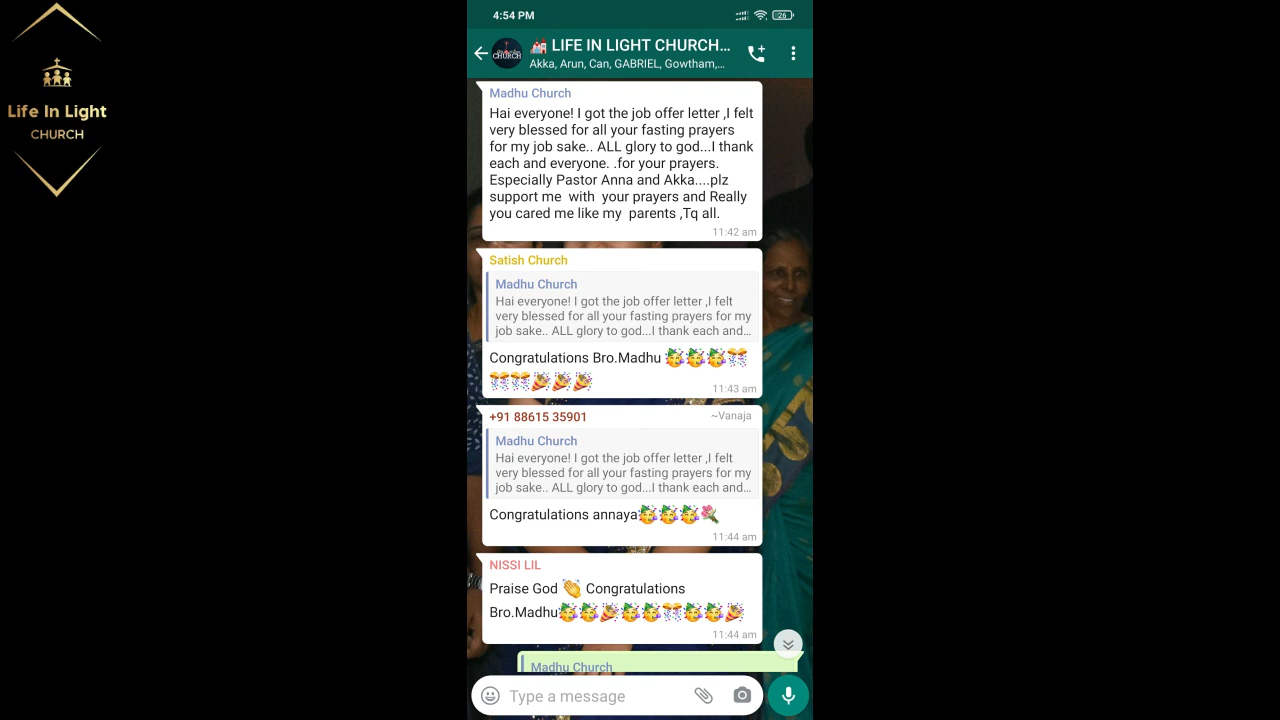 Life In Light
CHURCH
4:54 PM
26
LIFE IN LIGHT CHURCH...
Akka, Arun, Can, GABRIEL, Gowtham,...
Madhu Church
Hai everyone! I got the job offer letter ,I felt
very blessed for all your fasting prayers
for my job sake.. ALL glory to god...I thank
each and everyone. .for your prayers.
Especially Pastor Anna and Akka....plz
support me  with  your prayers and Really
you cared me like my  parents ,Tq all.
11:42 am
Satish Church
Madhu Church
Hai everyone! I got the job offer letter ,I felt
very blessed for all your fasting prayers for my
job sake.. ALL glory to god...I thank each and...
Congratulations Bro.Madhu 🥳🥳🥳🎊
🎊🎊🎉🎉🎉
11:43 am
+91 88615 35901 ~Vanaja
Madhu Church
Hai everyone! I got the job offer letter ,I felt
very blessed for all your fasting prayers for my
job sake.. ALL glory to god...I thank each and...
Congratulations annaya🥳🥳🥳💐
11:44 am
NISSI LIL
Praise God 👏 Congratulations
Bro.Madhu🥳🥳🎉🥳🥳🎊🥳🥳🎉
11:44 am
Madhu Church
Type a message